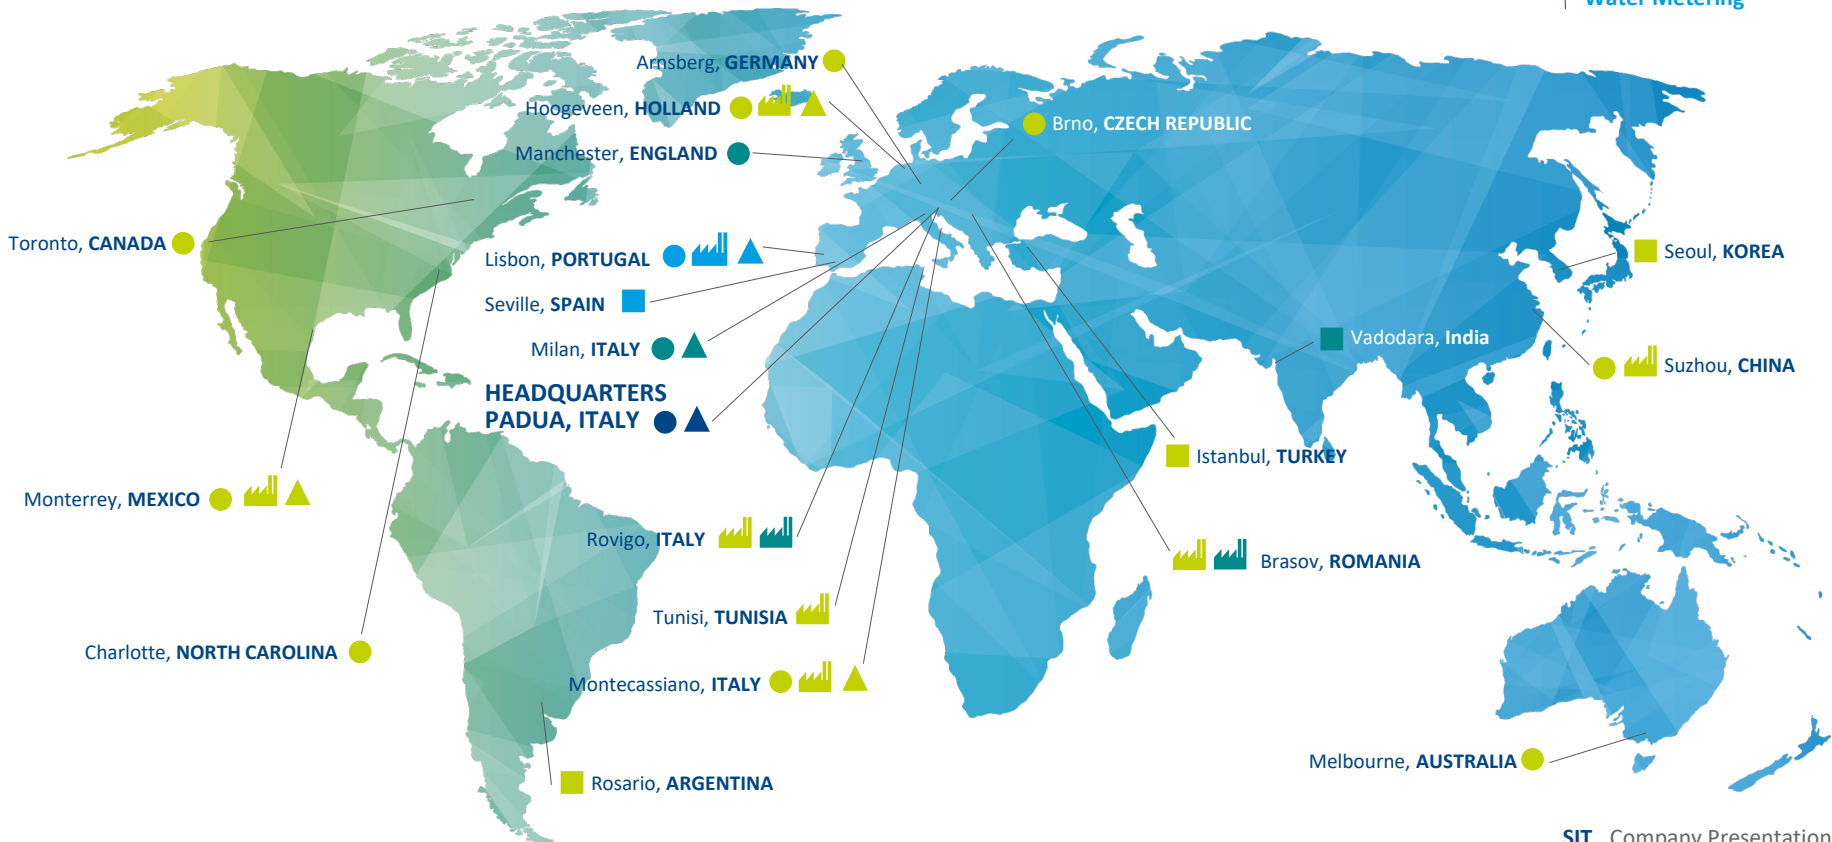 Water Metering
Arnsberg, GERMANY
Hoogeveen, HOLLAND
Brno, CZECH REPUBLIC
Manchester, ENGLAND
Toronto, CANADA
Lisbon, PORTUGAL
Seoul, KOREA
Seville, SPAIN
Milan, ITALY
Vadodara, India
Suzhou, CHINA
HEADQUARTERS
PADUA, ITALY
Istanbul, TURKEY
Monterrey, MEXICO
Rovigo, ITALY
Brasov, ROMANIA
Tunisi, TUNISIA
Charlotte, NORTH CAROLINA
Montecassiano, ITALY
Melbourne, AUSTRALIA
Rosario, ARGENTINA
SIT Company Presentation